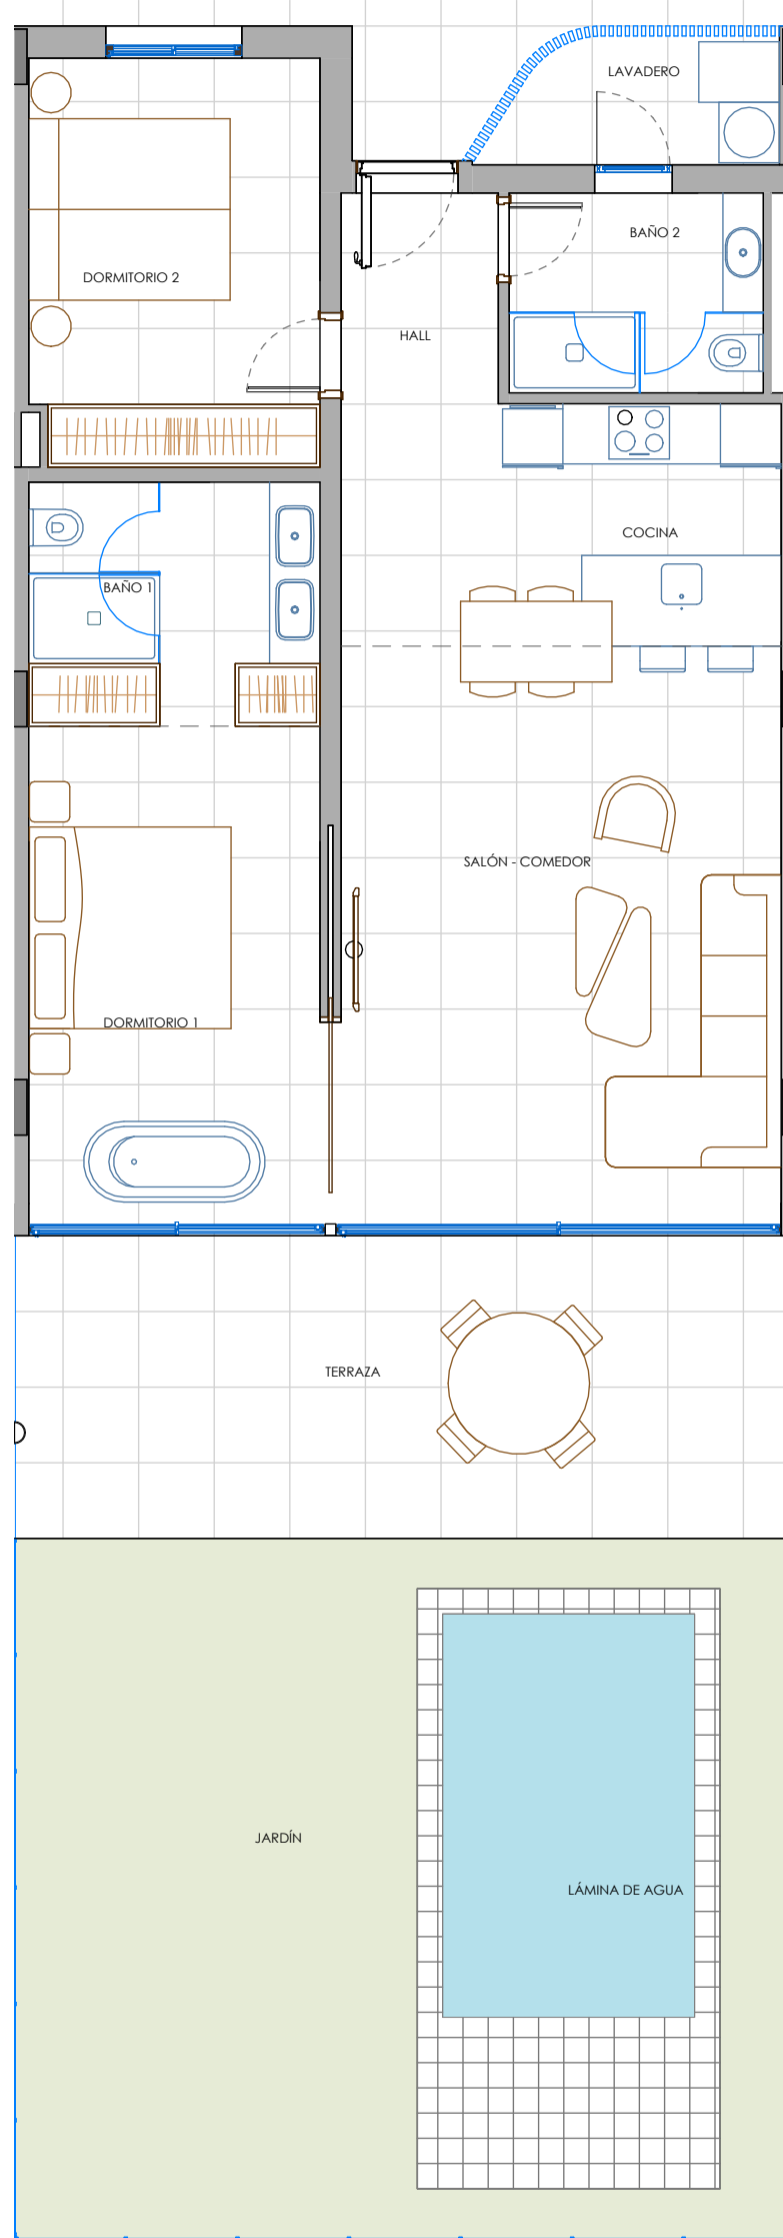 LAVADERO
BAÑO 2
DORMITORIO 2
HALL
COCINA
BAÑO 1
SALÓN - COMEDOR
DORMITORIO 1
TERRAZA
JARDÍN
LÁMINA DE AGUA